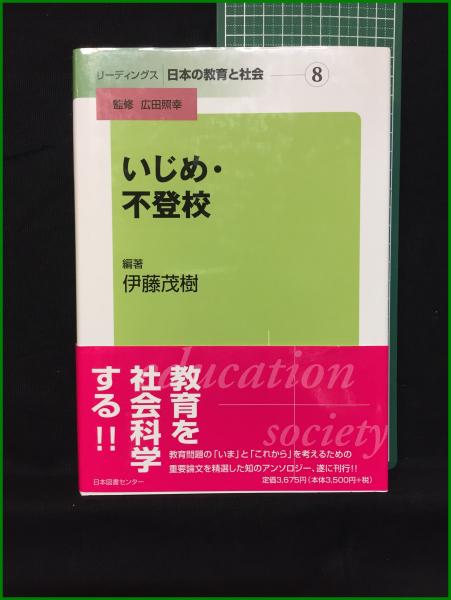 リーディングス 日本の教育と社会 8
監修 広田照幸
いじめ・
不登校
編著
伊藤茂樹
education
society
教育を
社会科学
する!!
教育問題の「いま」と「これから」を考えるための
重要論文を精選した知のアンソロジー、遂に刊行!!
定価3,675円(本体3,500円+税)
日本図書センター